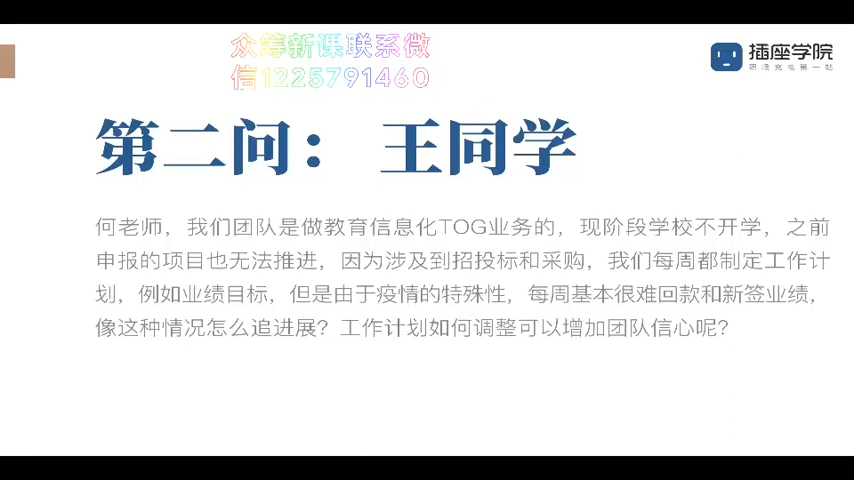 众筹新课联系微
信1225791460
插座学院
职场充电第一站
第二问： 王同学
何老师，我们团队是做教育信息化TOG业务的，现阶段学校不开学，之前
申报的项目也无法推进，因为涉及到招投标和采购，我们每周都制定工作计
划，例如业绩目标，但是由于疫情的特殊性，每周基本很难回款和新签业绩，
像这种情况怎么追进展？工作计划如何调整可以增加团队信心呢？